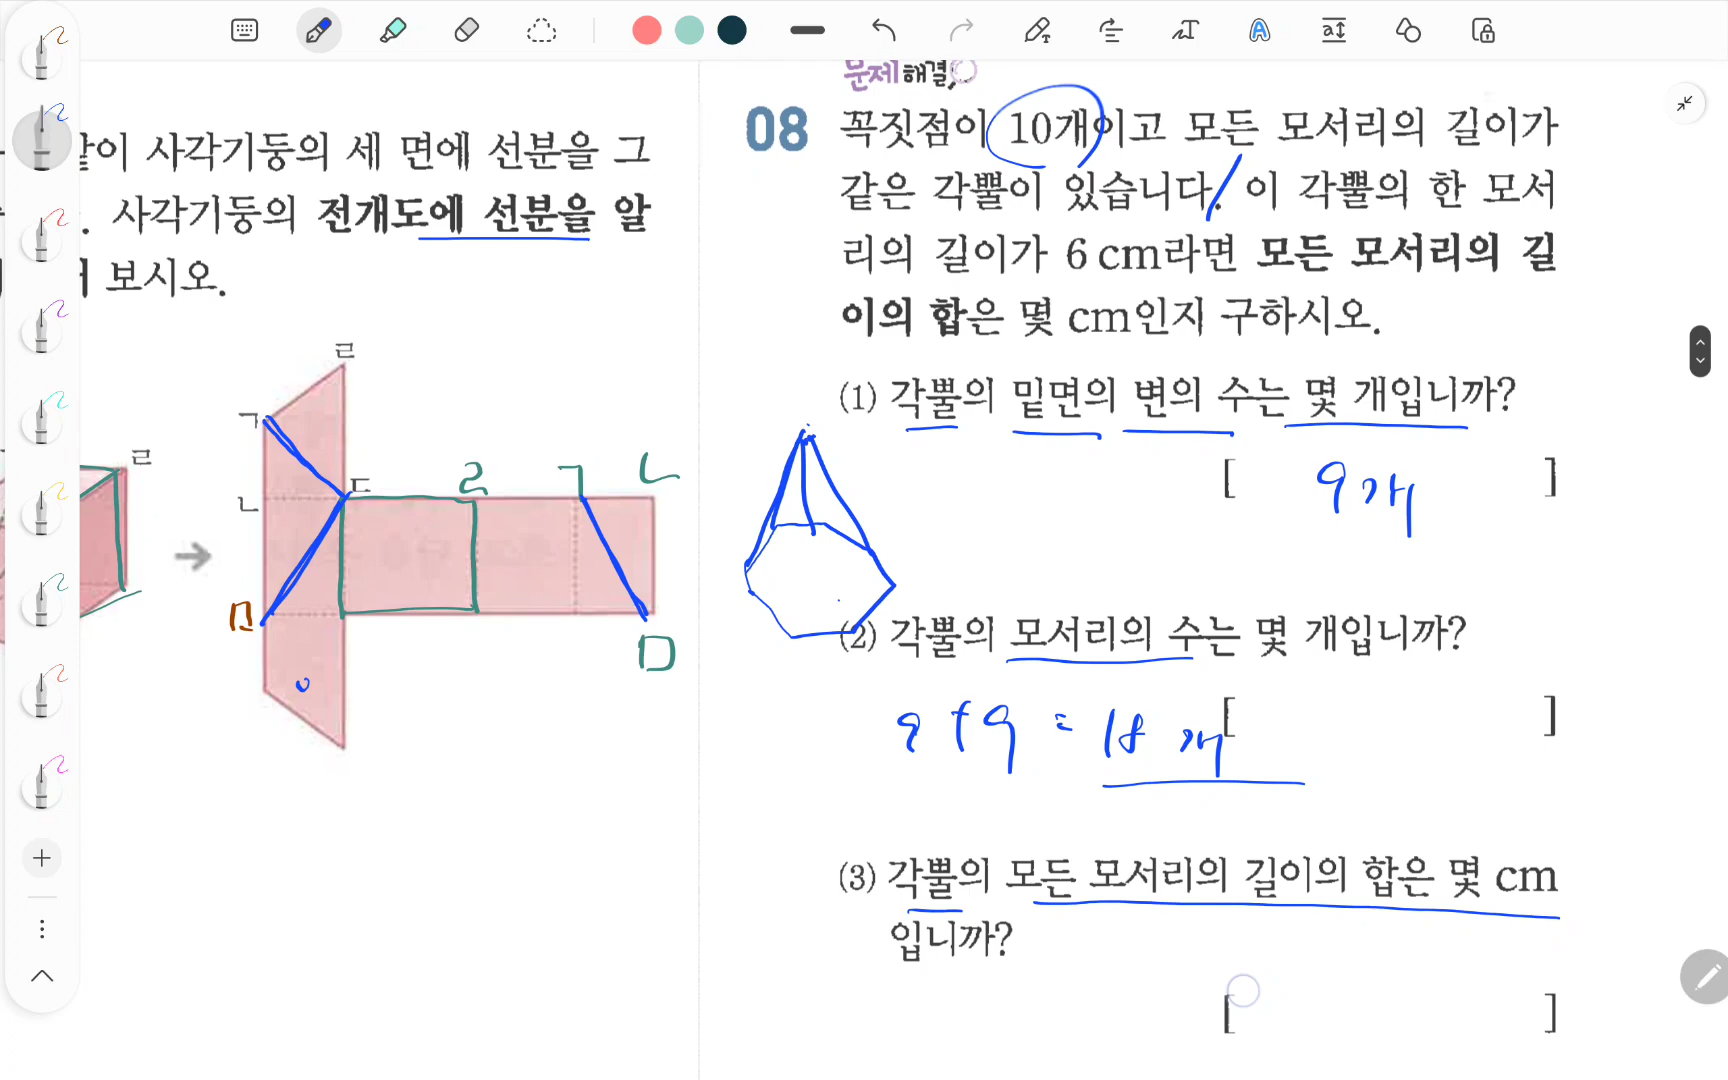 같이 사각기둥의 세 면에 선분을 그
. 사각기둥의 전개도에 선분을 알
보시오.
ㄹ
ㄱ
ㄴ
ㄷ
ㄹ
ㄱ
ㄴ
ㅁ
ㅁ
ㄹ
문제해결
08 꼭짓점이 10개이고 모든 모서리의 길이가
같은 각뿔이 있습니다. 이 각뿔의 한 모서
리의 길이가 6 cm라면 모든 모서리의 길
이의 합은 몇 cm인지 구하시오.
(1) 각뿔의 밑면의 변의 수는 몇 개입니까?
[ 9개 ]
(2) 각뿔의 모서리의 수는 몇 개입니까?
9+9=18개 [ ]
(3) 각뿔의 모든 모서리의 길이의 합은 몇 cm
입니까?
[ ]